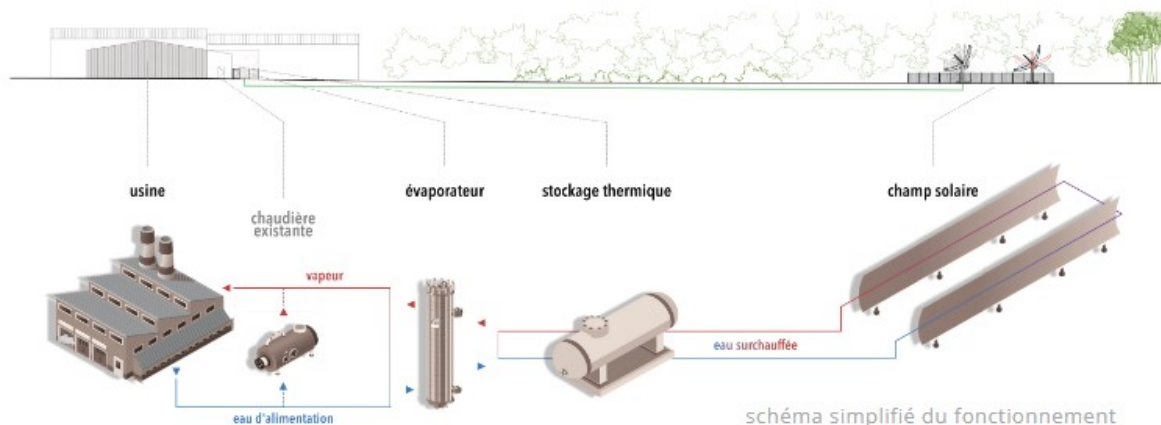 usine
chaudière
existante
évaporateur
stockage thermique
champ solaire
vapeur
eau surchauffée
eau d'alimentation
schéma simplifié du fonctionnement